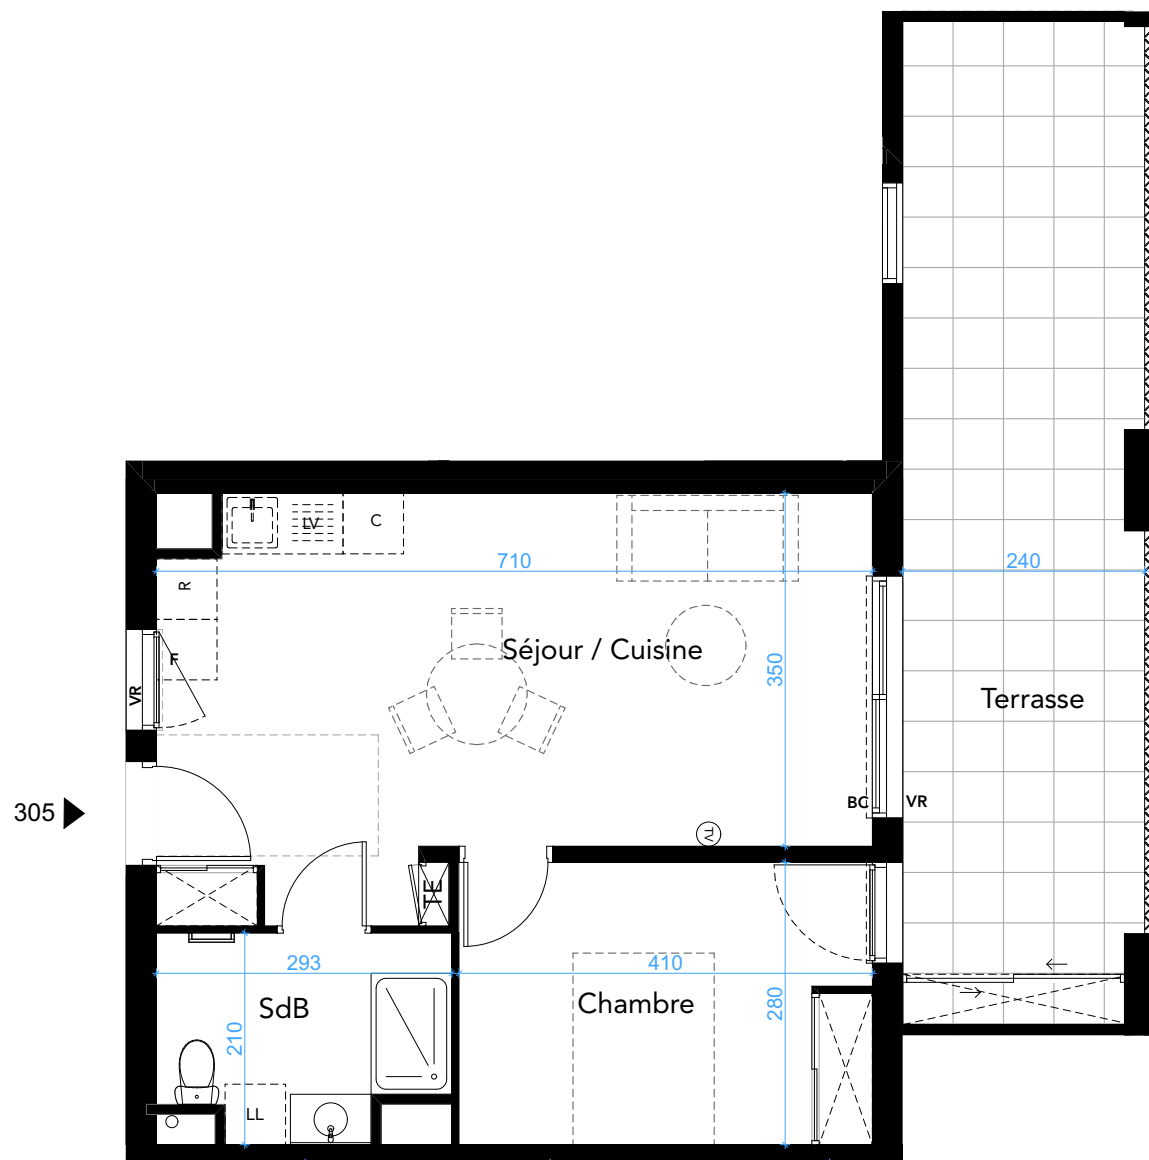 LV
C
710
240
R
Séjour / Cuisine
F
350
VR
Terrasse
BC
VR
305
TV
TE
293
410
SdB
Chambre
280
210
LL